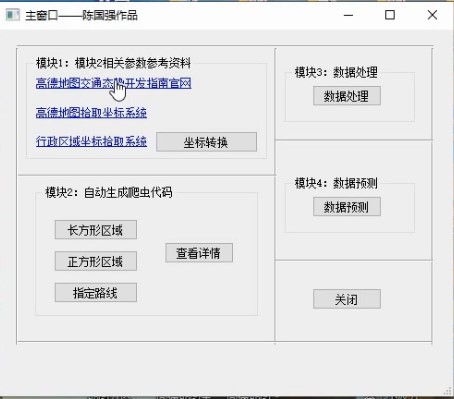 主窗口——陈国强作品
模块1：模块2相关参数参考资料
高德地图交通态势开发指南官网
高德地图拾取坐标系统
行政区域坐标拾取系统
坐标转换
模块2：自动生成爬虫代码
长方形区域
正方形区域
指定路线
查看详情
模块3：数据处理
数据处理
模块4：数据预测
数据预测
关闭